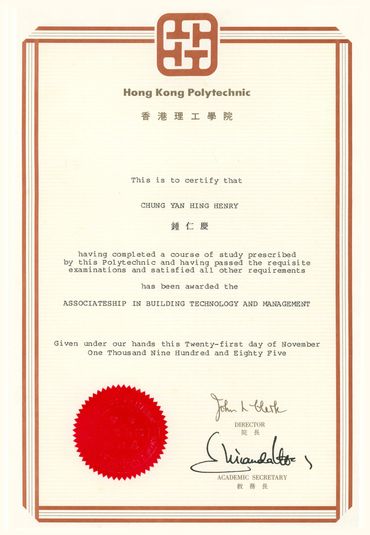 Hong Kong Polytechnic
香港理工學院
This is to certify that
CHUNG YAN HING HENRY
鍾仁慶
having completed a course of study prescribed
by this Polytechnic and having passed the requisite
examinations and satisfied all other requirements
has been awarded the
ASSOCIATESHIP IN BUILDING TECHNOLOGY AND MANAGEMENT
Given under our hands this Twenty-first day of November
One Thousand Nine Hundred and Eighty Five
John L Clark
DIRECTOR
院長
ACADEMIC SECRETARY
教務長